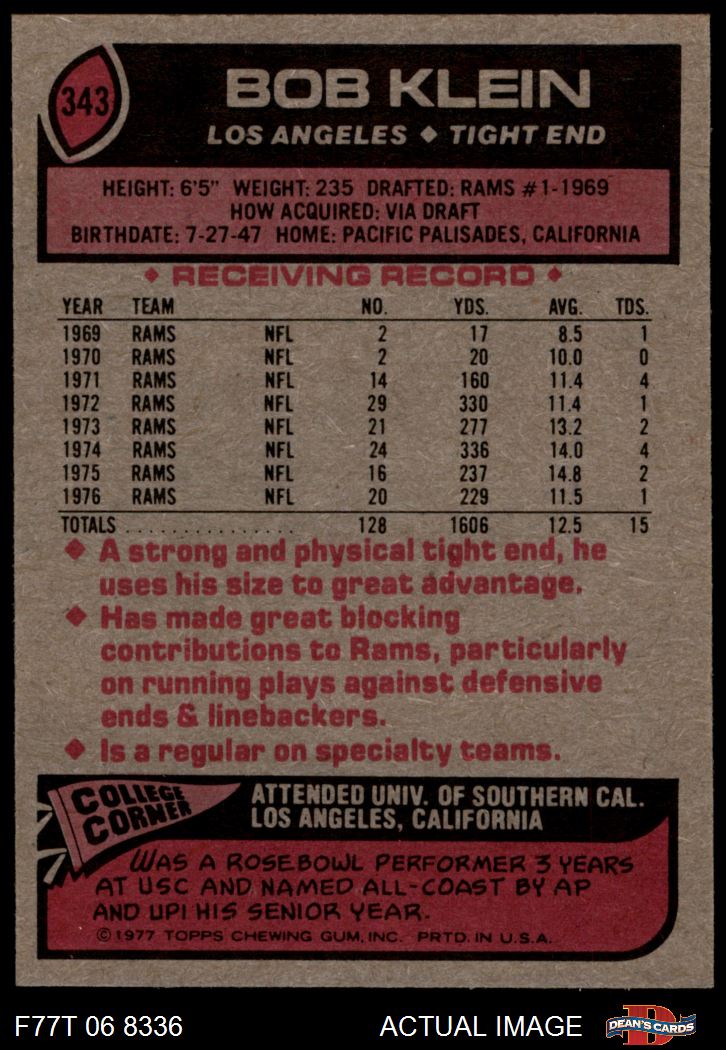 343
BOB KLEIN
LOS ANGELES ◆ TIGHT END
HEIGHT: 6'5" WEIGHT: 235 DRAFTED: RAMS #1-1969
HOW ACQUIRED: VIA DRAFT
BIRTHDATE: 7-27-47 HOME: PACIFIC PALISADES, CALIFORNIA
◆ RECEIVING RECORD ◆
YEAR TEAM NO. YDS. AVG. TDS.
1969 RAMS NFL 2 17 8.5 1
1970 RAMS NFL 2 20 10.0 0
1971 RAMS NFL 14 160 11.4 4
1972 RAMS NFL 29 330 11.4 1
1973 RAMS NFL 21 277 13.2 2
1974 RAMS NFL 24 336 14.0 4
1975 RAMS NFL 16 237 14.8 2
1976 RAMS NFL 20 229 11.5 1
TOTALS ................ 128 1606 12.5 15
◆ A strong and physical tight end, he
uses his size to great advantage.
◆ Has made great blocking
contributions to Rams, particularly
on running plays against defensive
ends & linebackers.
◆ Is a regular on specialty teams.
COLLEGE
CORNER
ATTENDED UNIV. OF SOUTHERN CAL.
LOS ANGELES, CALIFORNIA
WAS A ROSEBOWL PERFORMER 3 YEARS
AT USC AND NAMED ALL-COAST BY AP
AND UPI HIS SENIOR YEAR.
©1977 TOPPS CHEWING GUM, INC. PRTD. IN U.S.A.
F77T 06 8336 ACTUAL IMAGE D DEAN'S CARDS